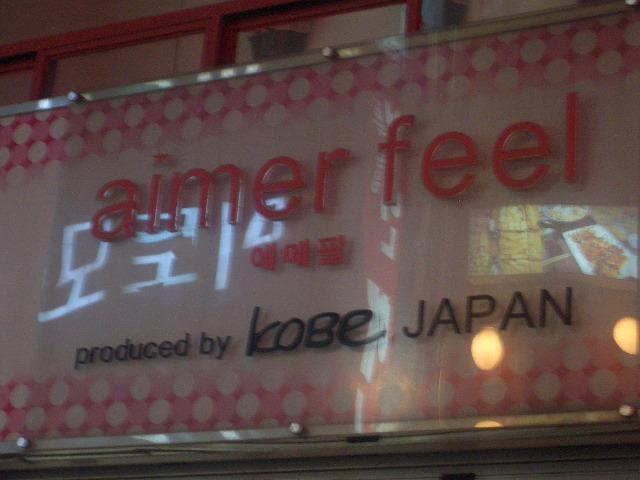 aimer feel
에메필
produced by KOBE JAPAN